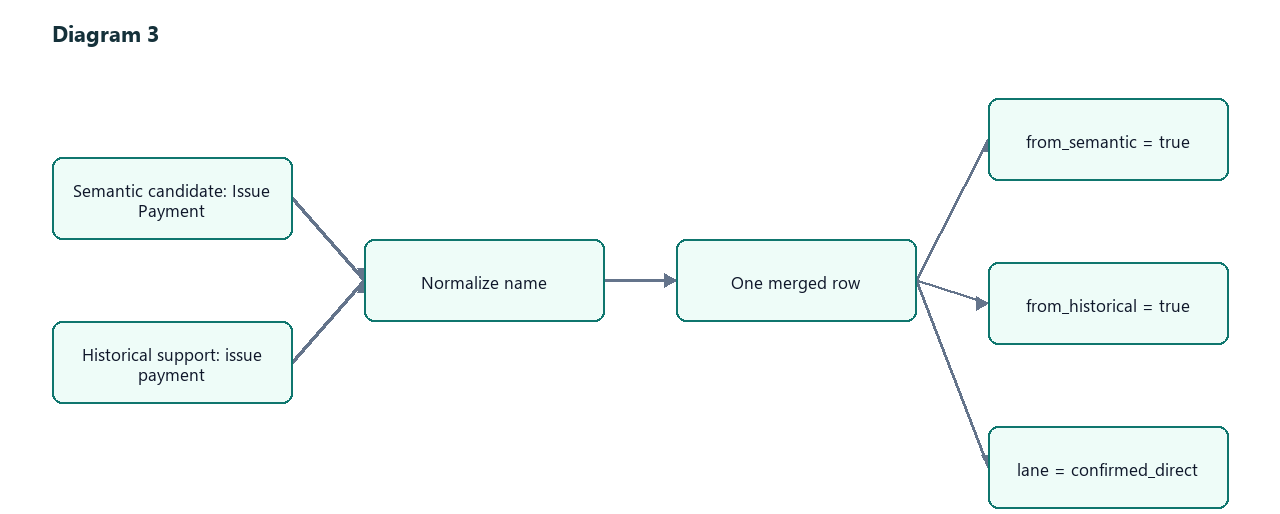 Diagram 3
Semantic candidate: Issue
Payment
Historical support: issue
payment
Normalize name
One merged row
from_semantic = true
from_historical = true
lane = confirmed_direct